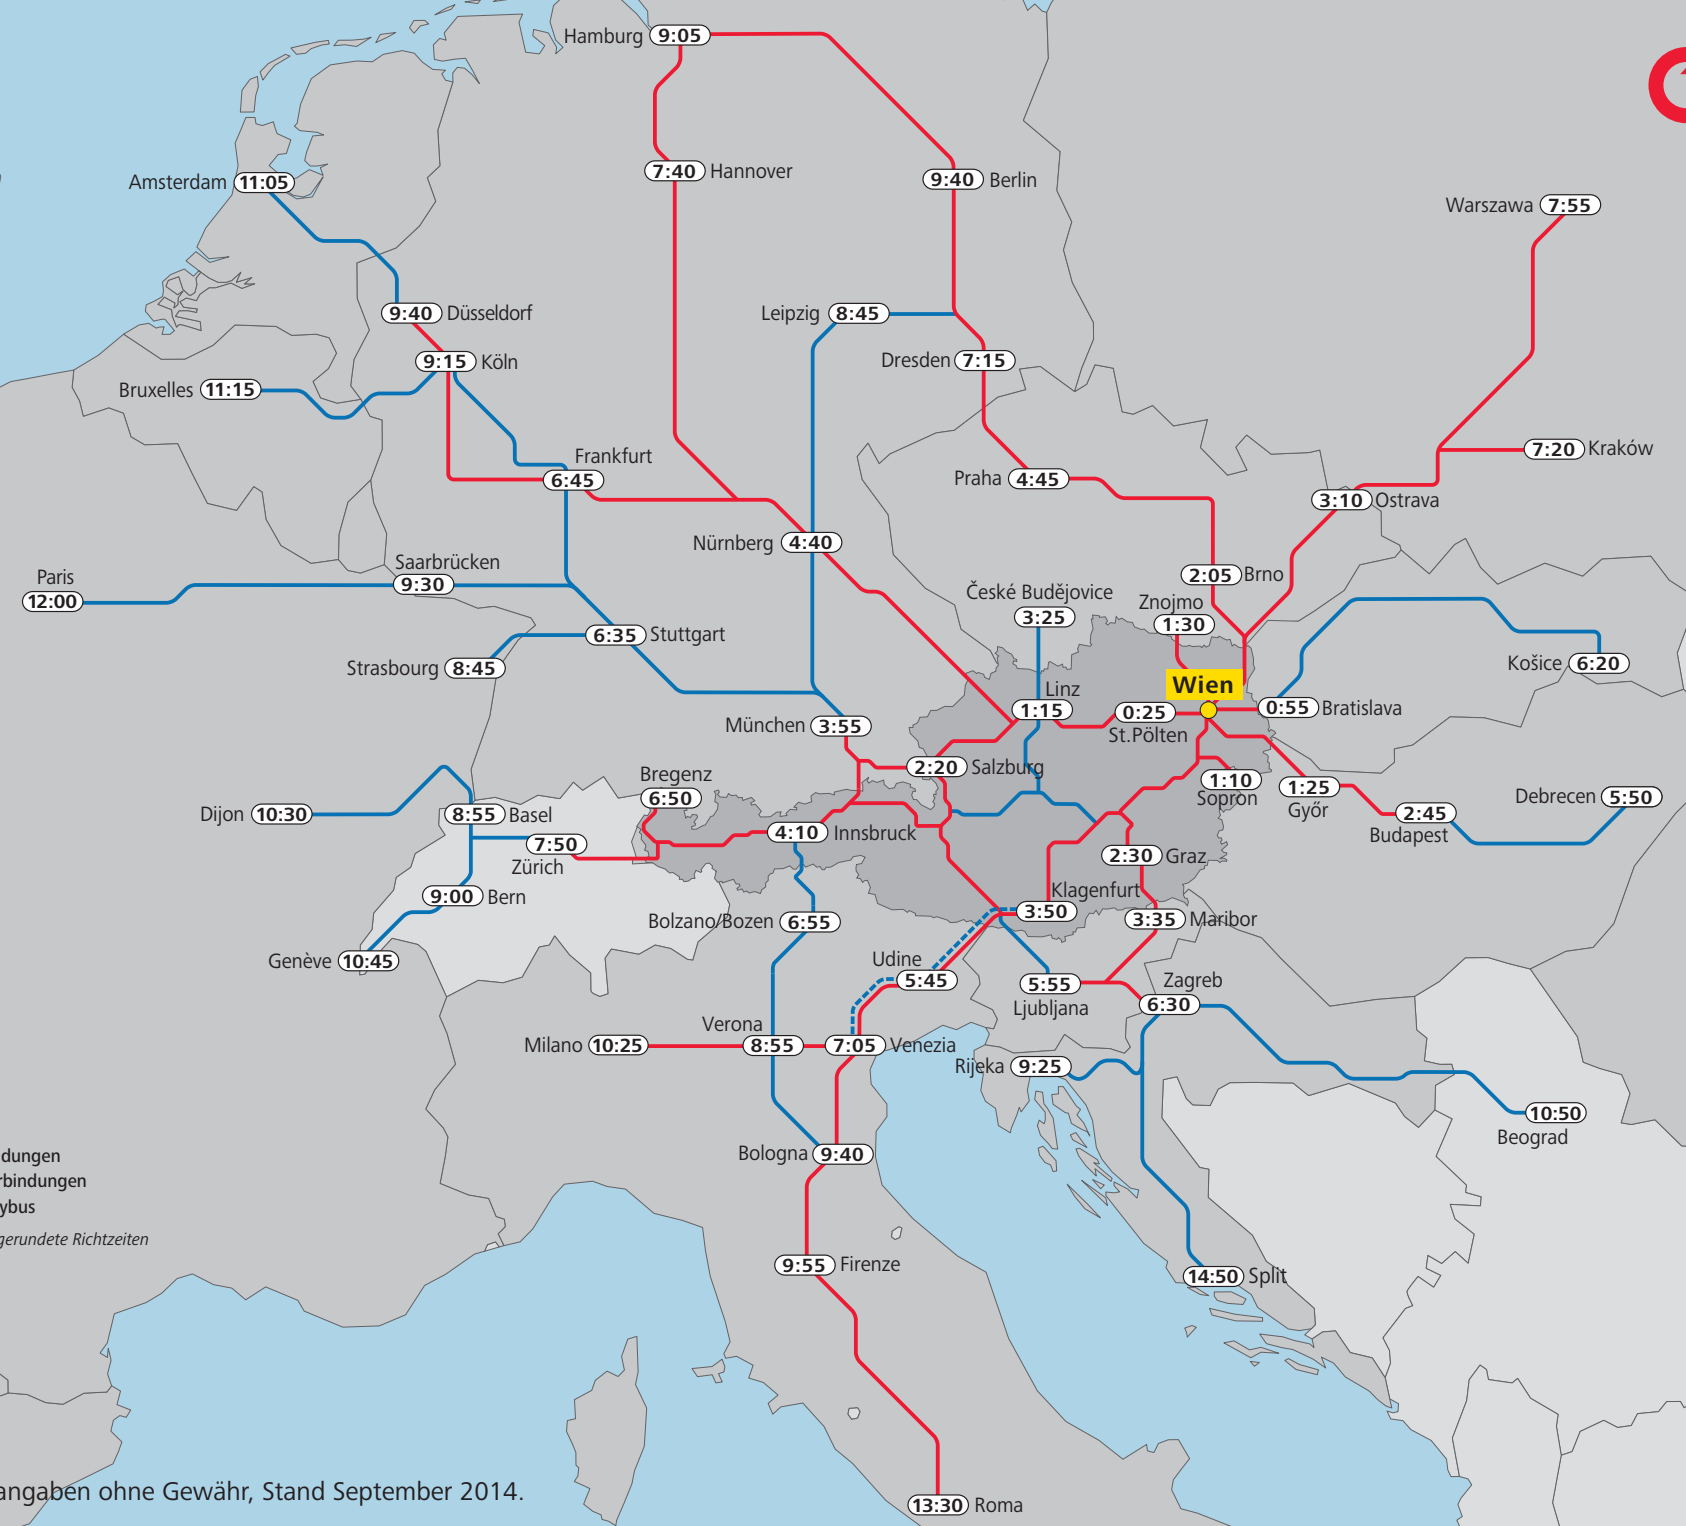 Hamburg 9:05
7:40 Hannover
9:40 Berlin
Amsterdam 11:05
Warszawa 7:55
9:40 Düsseldorf
Leipzig 8:45
Dresden 7:15
9:15 Köln
Bruxelles 11:15
Frankfurt
6:45
Praha 4:45
7:20 Kraków
3:10 Ostrava
Nürnberg 4:40
Saarbrücken
9:30
Paris
12:00
2:05 Brno
České Budějovice
3:25
Znojmo
1:30
6:35 Stuttgart
Strasbourg 8:45
Košice 6:20
Wien
Linz
1:15
0:25
St.Pölten
0:55 Bratislava
München 3:55
2:20 Salzburg
Bregenz
6:50
1:10
Sopron
1:25
Győr
Debrecen 5:50
2:45
Budapest
Dijon 10:30
8:55 Basel
7:50
Zürich
4:10 Innsbruck
2:30 Graz
9:00 Bern
Klagenfurt
3:50
Bolzano/Bozen 6:55
3:35 Maribor
Genève 10:45
Udine
5:45
5:55
Ljubljana
Zagreb
6:30
Verona
Milano 10:25
8:55
7:05 Venezia
Rijeka 9:25
10:50
Beograd
Bologna 9:40
dungen
rbindungen
ybus
gerundete Richtzeiten
9:55 Firenze
14:50 Split
angaben ohne Gewähr, Stand September 2014.
13:30 Roma